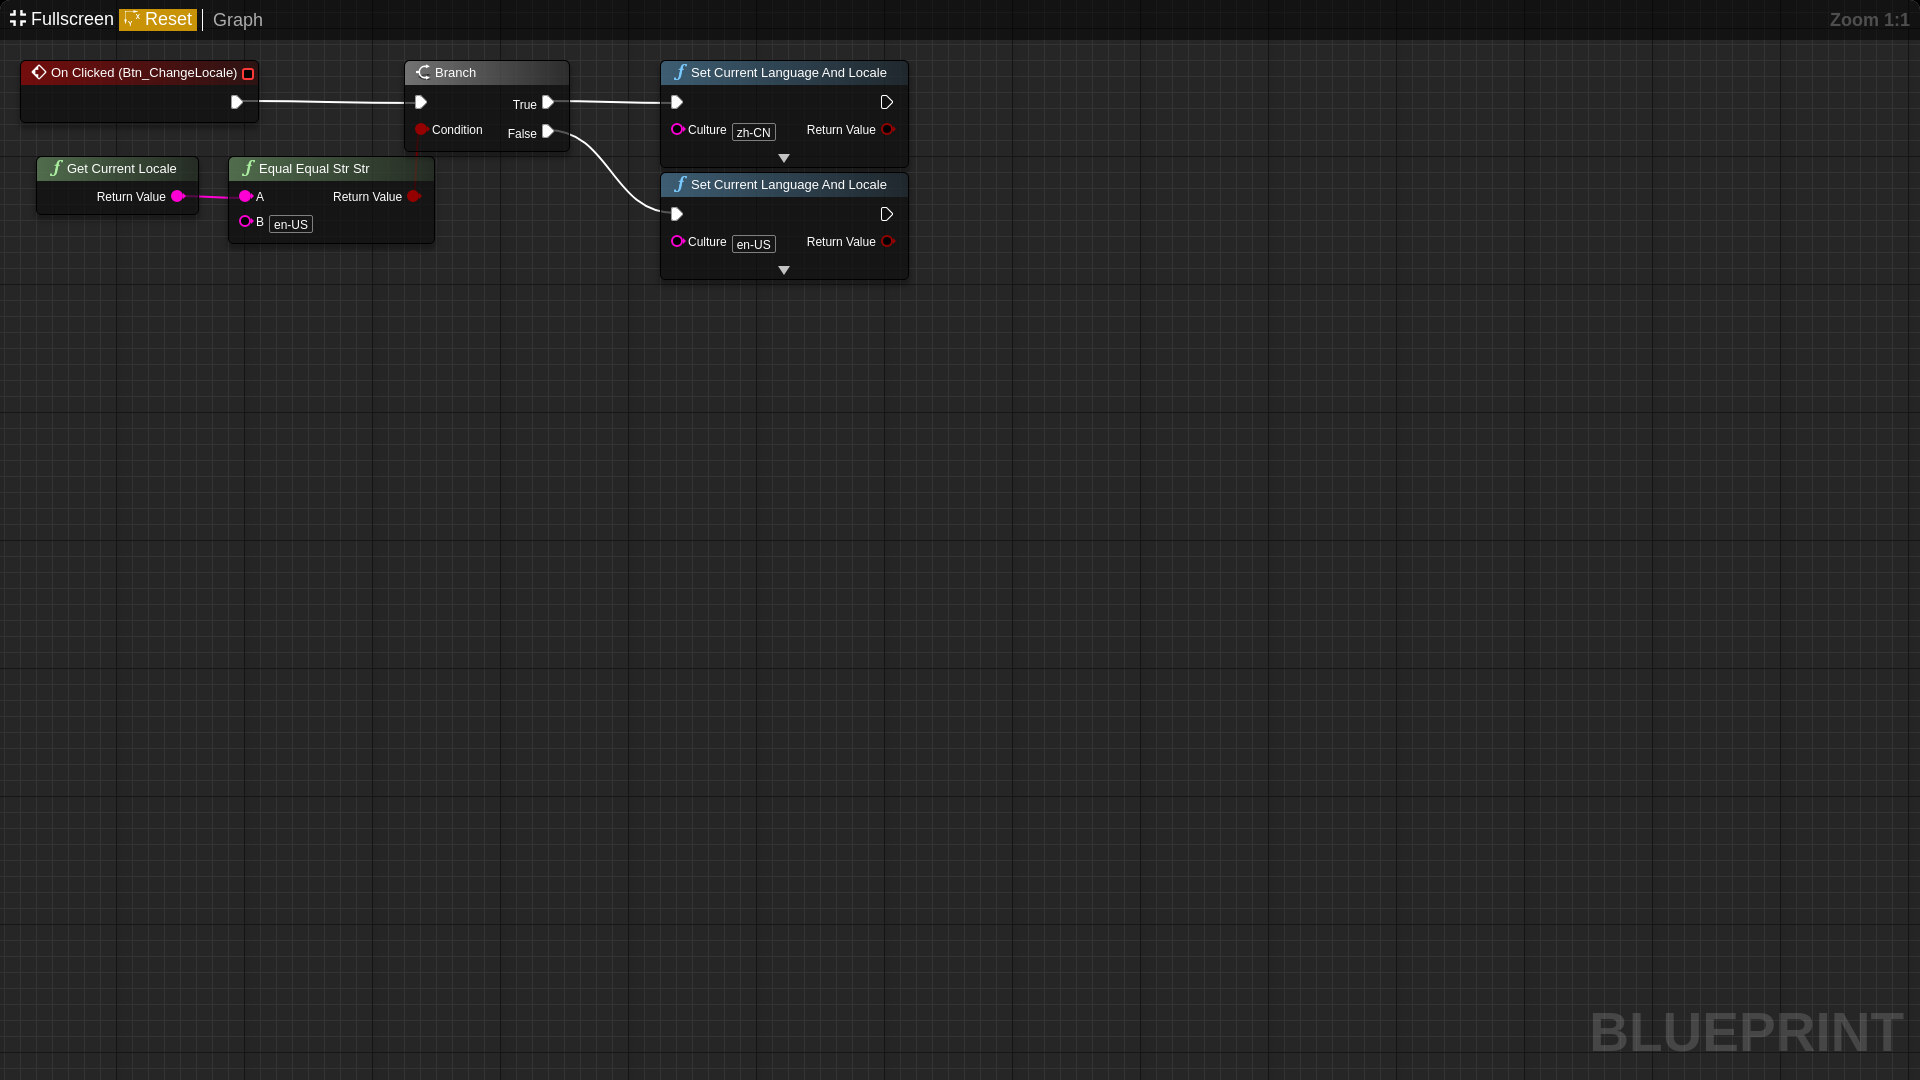 Fullscreen Reset Graph Zoom 1:1
On Clicked (Btn_ChangeLocale)
Branch
True
Condition
False
Get Current Locale
Return Value
Equal Equal Str Str
A Return Value
B en-US
Set Current Language And Locale
Culture zh-CN Return Value
Set Current Language And Locale
Culture en-US Return Value
BLUEPRINT